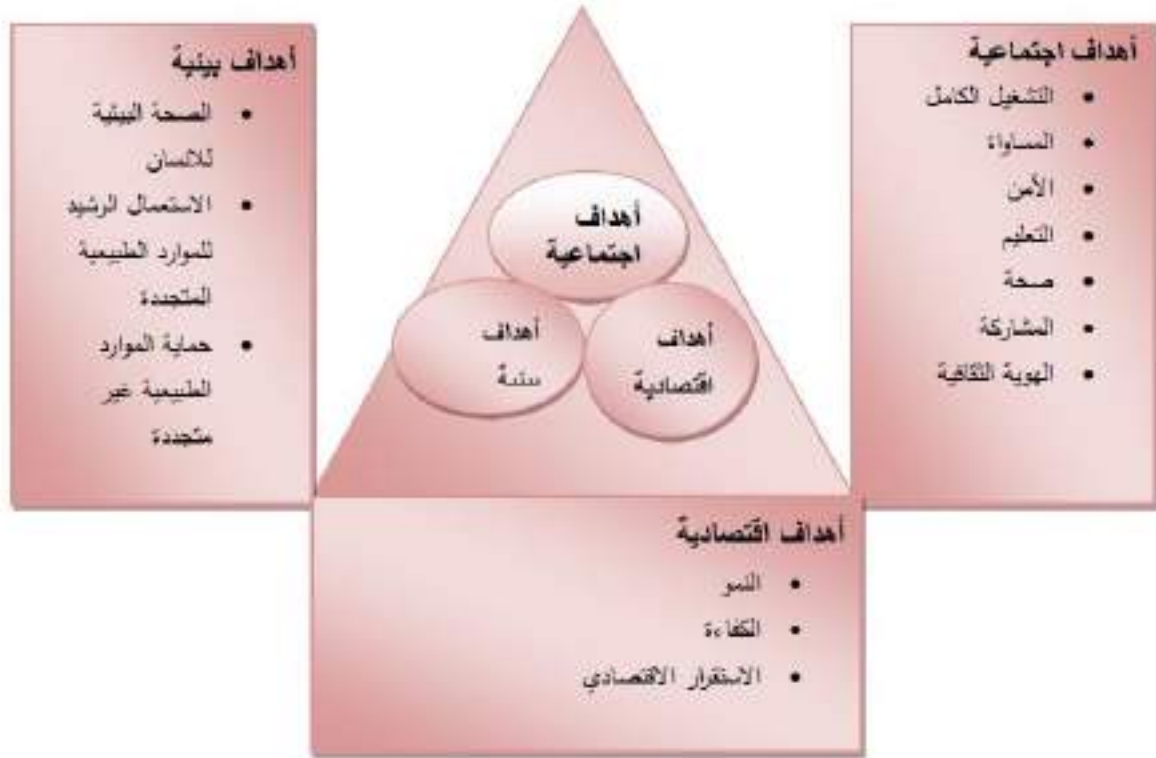 أهداف اجتماعية
• التشغيل الكامل
• المساواة
• الأمن
• التعليم
• صحة
• المشاركة
• الهوية الثقافية
أهداف
اجتماعية
أهداف
اقتصادية
أهداف
بيئية
أهداف بيئية
• الصحة البيئية
للانسان
• الاستعمال الرشيد
للموارد الطبيعية
المتجددة
• حماية الموارد
الطبيعية غير
متجددة
أهداف اقتصادية
• النمو
• الكفاءة
• الاستقرار الاقتصادي